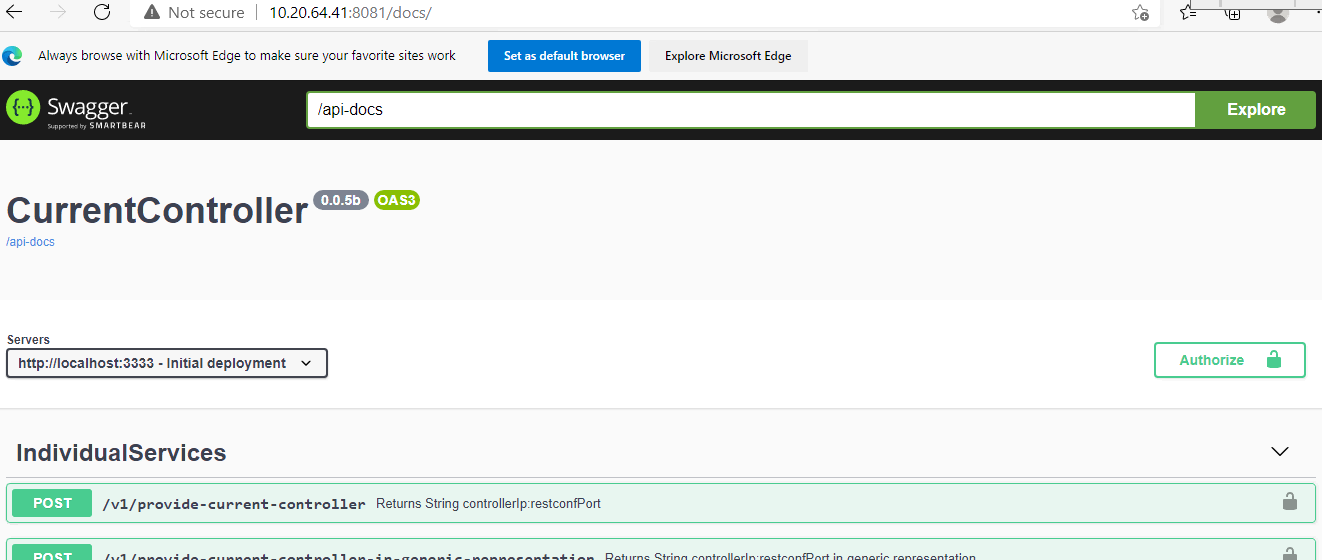 Not secure | 10.20.64.41:8081/docs/
Always browse with Microsoft Edge to make sure your favorite sites work
Set as default browser
Explore Microsoft Edge
{···} Swagger.
Supported by SMARTBEAR
/api-docs
Explore
CurrentController 0.0.5b OAS3
/api-docs
Servers
http://localhost:3333 - Initial deployment
Authorize
IndividualServices
POST /v1/provide-current-controller Returns String controllerIp:restconfPort
POST /v1/provide-current-controller-in-generic-representation Returns String controllerIp:restconfPort in generic representation